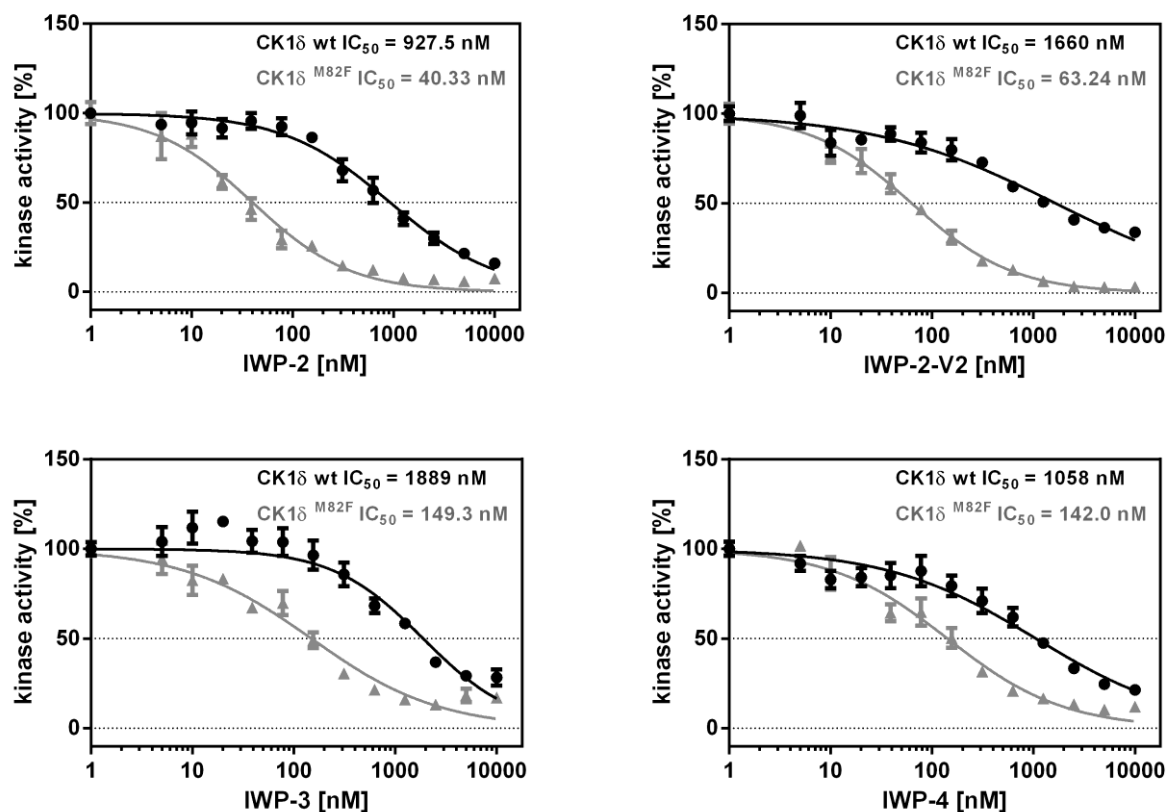 150
CK1δ wt IC50 = 927.5 nM
CK1δ M82F IC50 = 40.33 nM
100
50
0
kinase activity [%]
1 10 100 1000 10000
IWP-2 [nM]
150
CK1δ wt IC50 = 1660 nM
CK1δ M82F IC50 = 63.24 nM
100
50
0
kinase activity [%]
1 10 100 1000 10000
IWP-2-V2 [nM]
150
CK1δ wt IC50 = 1889 nM
CK1δ M82F IC50 = 149.3 nM
100
50
0
kinase activity [%]
1 10 100 1000 10000
IWP-3 [nM]
150
CK1δ wt IC50 = 1058 nM
CK1δ M82F IC50 = 142.0 nM
100
50
0
kinase activity [%]
1 10 100 1000 10000
IWP-4 [nM]